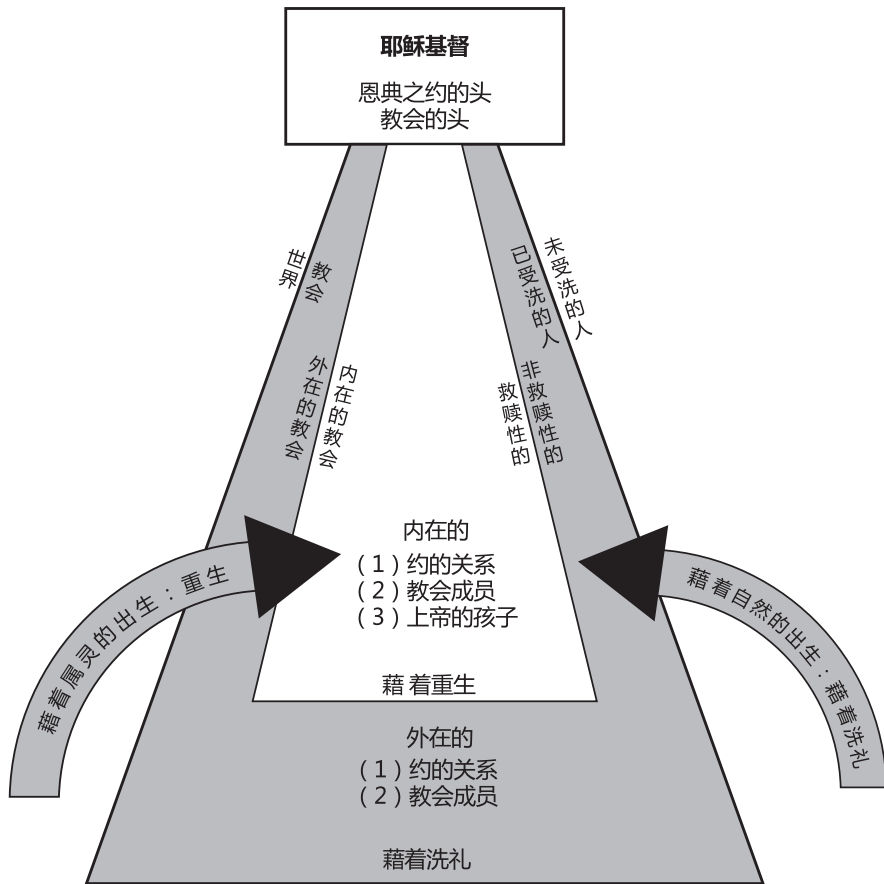 耶稣基督
恩典之约的头
教会的头
世界
教会
外在的教会
内在的教会
已受洗的人
未受洗的人
救赎性的
非救赎性的
内在的
（1）约的关系
（2）教会成员
（3）上帝的孩子
藉着重生
外在的
（1）约的关系
（2）教会成员
藉着洗礼
藉着属灵的出生：重生
藉着自然的出生：藉着洗礼